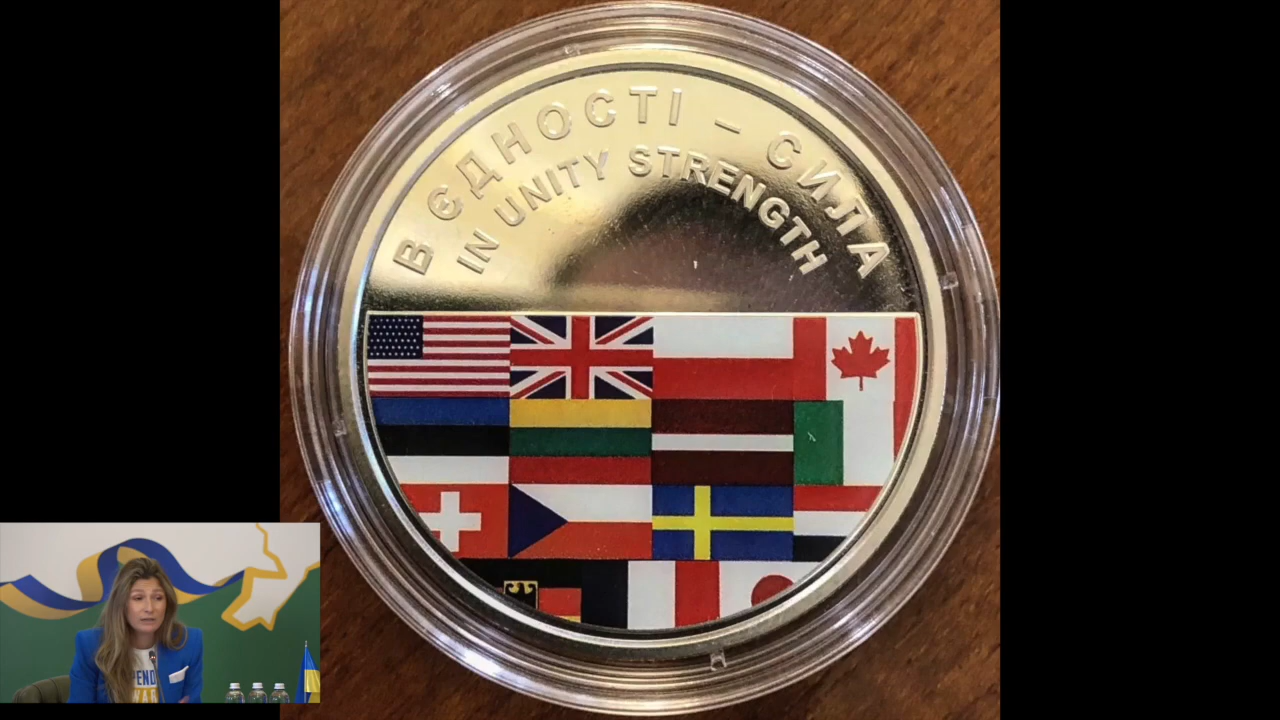 В ЄДНОСТІ – СИЛА
IN UNITY STRENGTH